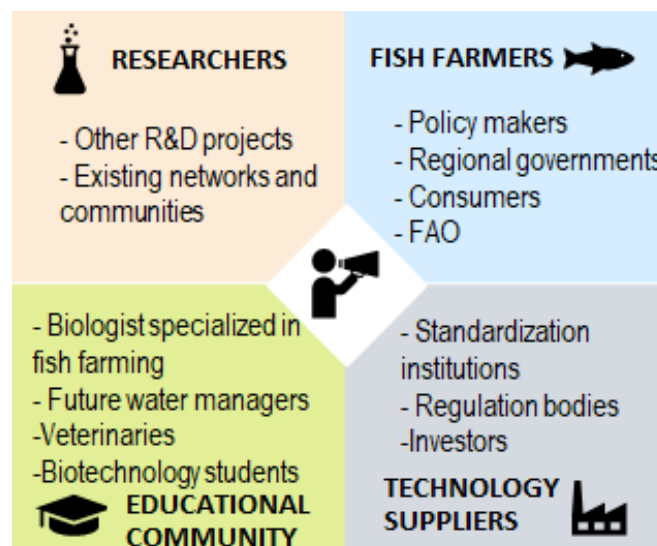 RESEARCHERS
- Other R&D projects
- Existing networks and
communities
FISH FARMERS
- Policy makers
- Regional governments
- Consumers
- FAO
- Biologist specialized in
fish farming
- Future water managers
-Veterinaries
-Biotechnology students
EDUCATIONAL
COMMUNITY
- Standardization
institutions
- Regulation bodies
-Investors
TECHNOLOGY
SUPPLIERS